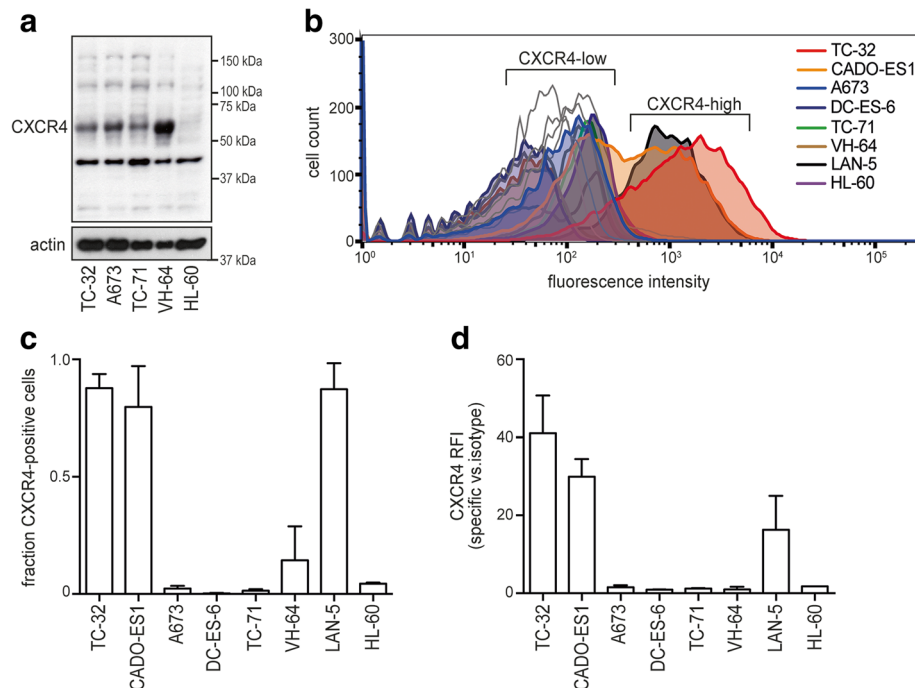 a
150 kDa
100 kDa
75 kDa
CXCR4
50 kDa
37 kDa
actin
37 kDa
TC-32
A673
TC-71
VH-64
HL-60
b
300
200
100
0
cell count
CXCR4-low
CXCR4-high
TC-32
CADO-ES1
A673
DC-ES-6
TC-71
VH-64
LAN-5
HL-60
10⁰
10¹
10²
10³
10⁴
10⁵
fluorescence intensity
c
1.0
0.5
0
fraction CXCR4-positive cells
TC-32
CADO-ES1
A673
DC-ES-6
TC-71
VH-64
LAN-5
HL-60
d
60
40
20
0
CXCR4 RFI
(specific vs.isotype)
TC-32
CADO-ES1
A673
DC-ES-6
TC-71
VH-64
LAN-5
HL-60